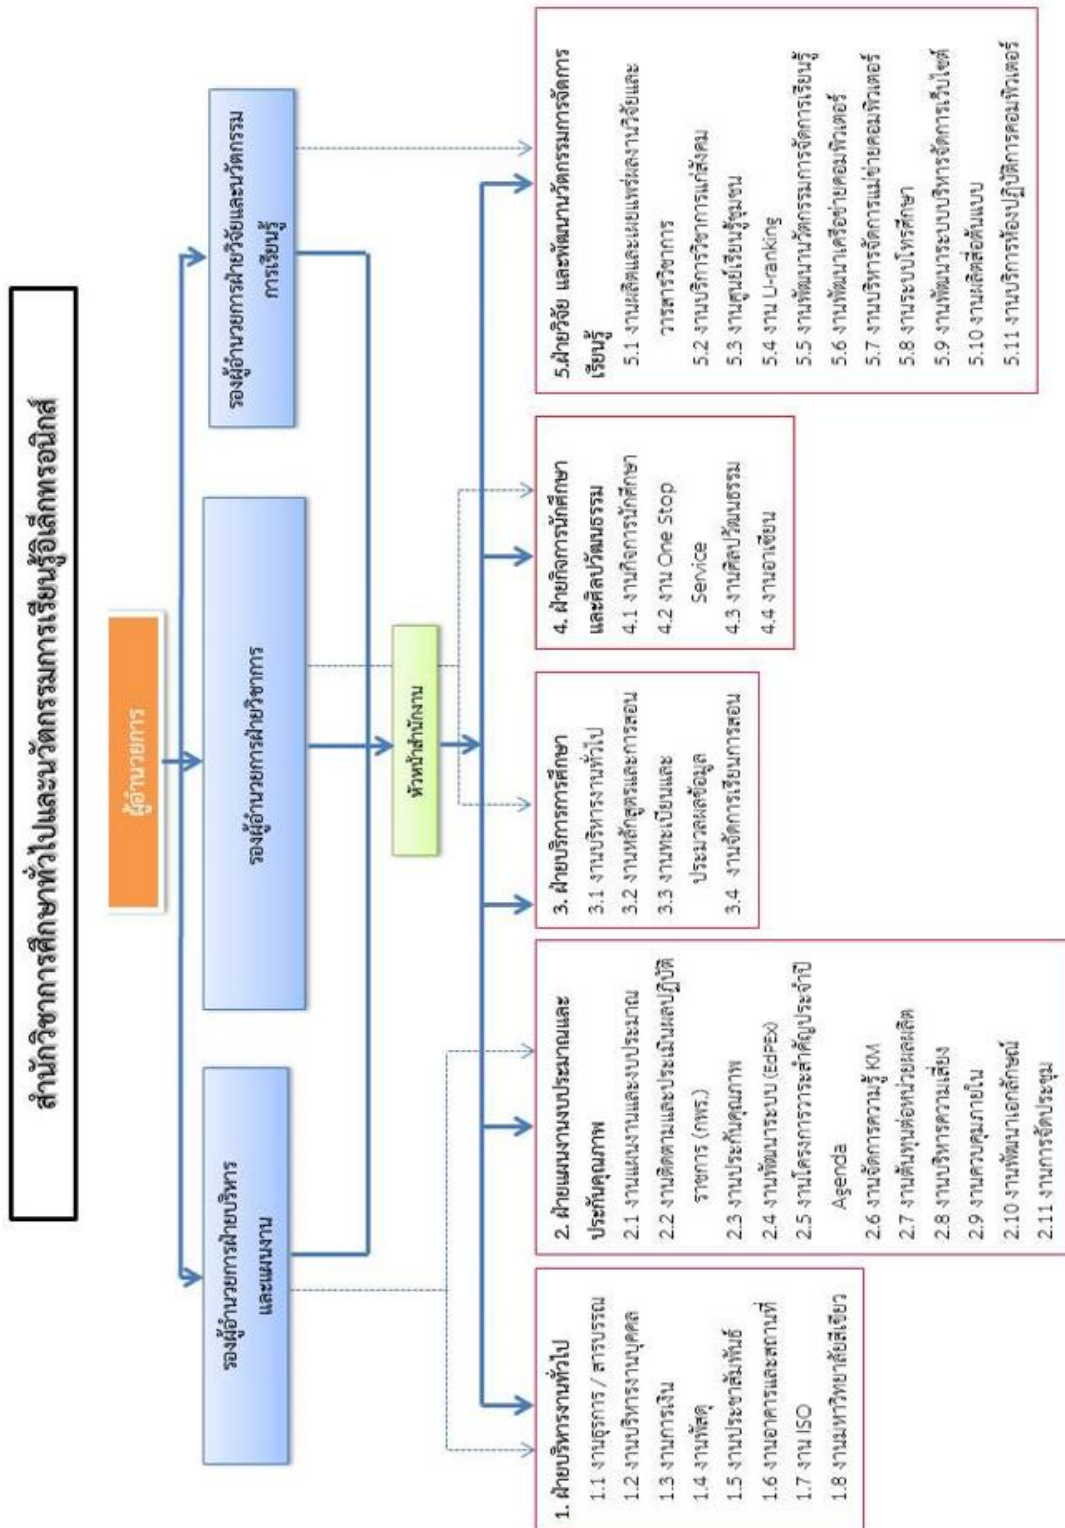 สำนักวิชาการศึกษาทั่วไปและนวัตกรรมการเรียนรู้อิเล็กทรอนิกส์
ผู้อำนวยการ
รองผู้อำนวยการฝ่ายบริหาร
และแผนงาน
รองผู้อำนวยการฝ่ายวิชาการ
รองผู้อำนวยการฝ่ายวิจัยและนวัตกรรม
การเรียนรู้
หัวหน้าสำนักงาน
1. ฝ่ายบริหารงานทั่วไป
1.1 งานธุรการ / สารบรรณ
1.2 งานบริหารงานบุคคล
1.3 งานการเงิน
1.4 งานพัสดุ
1.5 งานประชาสัมพันธ์
1.6 งานอาคารและสถานที่
1.7 งาน ISO
1.8 งานมหาวิทยาลัยสีเขียว
2. ฝ่ายแผนงานงบประมาณและ
ประกันคุณภาพ
2.1 งานแผนงานและงบประมาณ
2.2 งานติดตามและประเมินผลปฏิบัติ
ราชการ (กพร.)
2.3 งานประกันคุณภาพ
2.4 งานพัฒนาระบบ (EdPEx)
2.5 งานโครงการวาระสำคัญประจำปี
Agenda
2.6 งานจัดการความรู้ KM
2.7 งานต้นทุนต่อหน่วยผลผลิต
2.8 งานบริหารความเสี่ยง
2.9 งานควบคุมภายใน
2.10 งานพัฒนาเอกลักษณ์
2.11 งานการจัดประชุม
3. ฝ่ายบริการการศึกษา
3.1 งานบริหารงานทั่วไป
3.2 งานหลักสูตรและการสอน
3.3 งานทะเบียนและ
ประมวลผลข้อมูล
3.4 งานจัดการเรียนการสอน
4. ฝ่ายกิจการนักศึกษา
และศิลปวัฒนธรรม
4.1 งานกิจการนักศึกษา
4.2 งาน One Stop
Service
4.3 งานศิลปวัฒนธรรม
4.4 งานอาเซียน
5.ฝ่ายวิจัย และพัฒนานวัตกรรมการจัดการ
เรียนรู้
5.1 งานผลิตและเผยแพร่ผลงานวิจัยและ
วารสารวิชาการ
5.2 งานบริการวิชาการแก่สังคม
5.3 งานศูนย์เรียนรู้ชุมชน
5.4 งาน U-ranking
5.5 งานพัฒนานวัตกรรมการจัดการเรียนรู้
5.6 งานพัฒนาเครือข่ายคอมพิวเตอร์
5.7 งานบริหารจัดการแม่ข่ายคอมพิวเตอร์
5.8 งานระบบโทรศึกษา
5.9 งานพัฒนาระบบบริหารจัดการเว็บไซต์
5.10 งานผลิตสื่อต้นแบบ
5.11 งานบริการห้องปฏิบัติการคอมพิวเตอร์